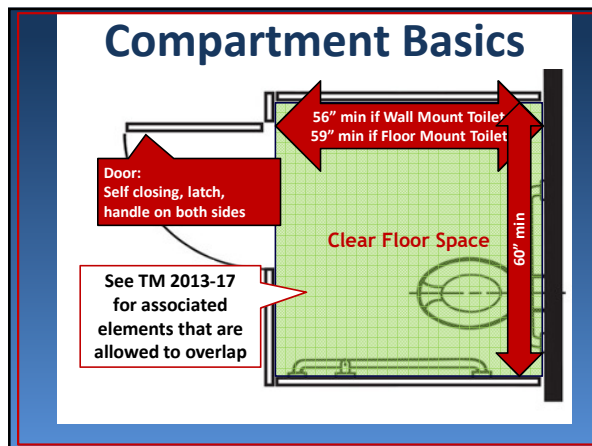 Compartment Basics
56” min if Wall Mount Toilet
59” min if Floor Mount Toilet
Door:
Self closing, latch,
handle on both sides
Clear Floor Space
60” min
See TM 2013-17
for associated
elements that are
allowed to overlap